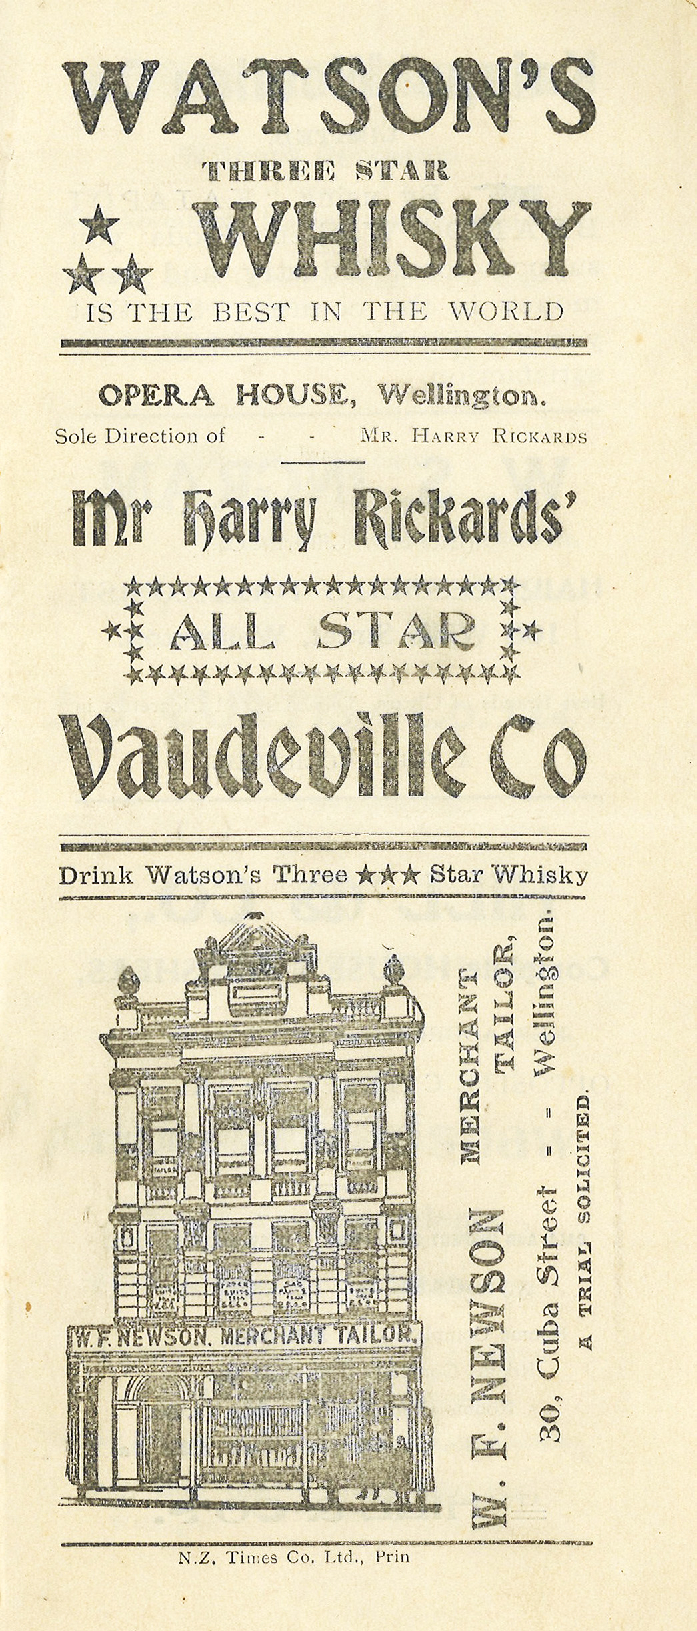 WATSON'S
THREE STAR
WHISKY
IS THE BEST IN THE WORLD
OPERA HOUSE, Wellington.
Sole Direction of - - MR. HARRY RICKARDS
Mr Harry Rickards'
ALL STAR
Vaudeville Co
Drink Watson's Three ★★★ Star Whisky
W. F. NEWSON, MERCHANT TAILOR.
W. F. NEWSON MERCHANT
TAILOR,
30, Cuba Street - - Wellington.
A TRIAL SOLICITED.
N.Z. Times Co. Ltd., Prin